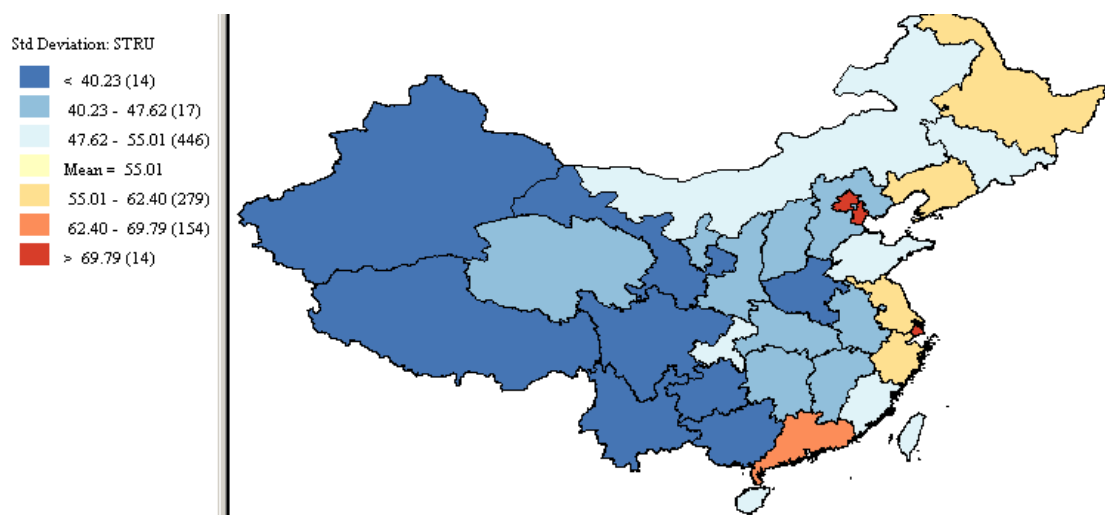 Std Deviation: STRU
< 40.23 (14)
40.23 - 47.62 (17)
47.62 - 55.01 (446)
Mean = 55.01
55.01 - 62.40 (279)
62.40 - 69.79 (154)
> 69.79 (14)